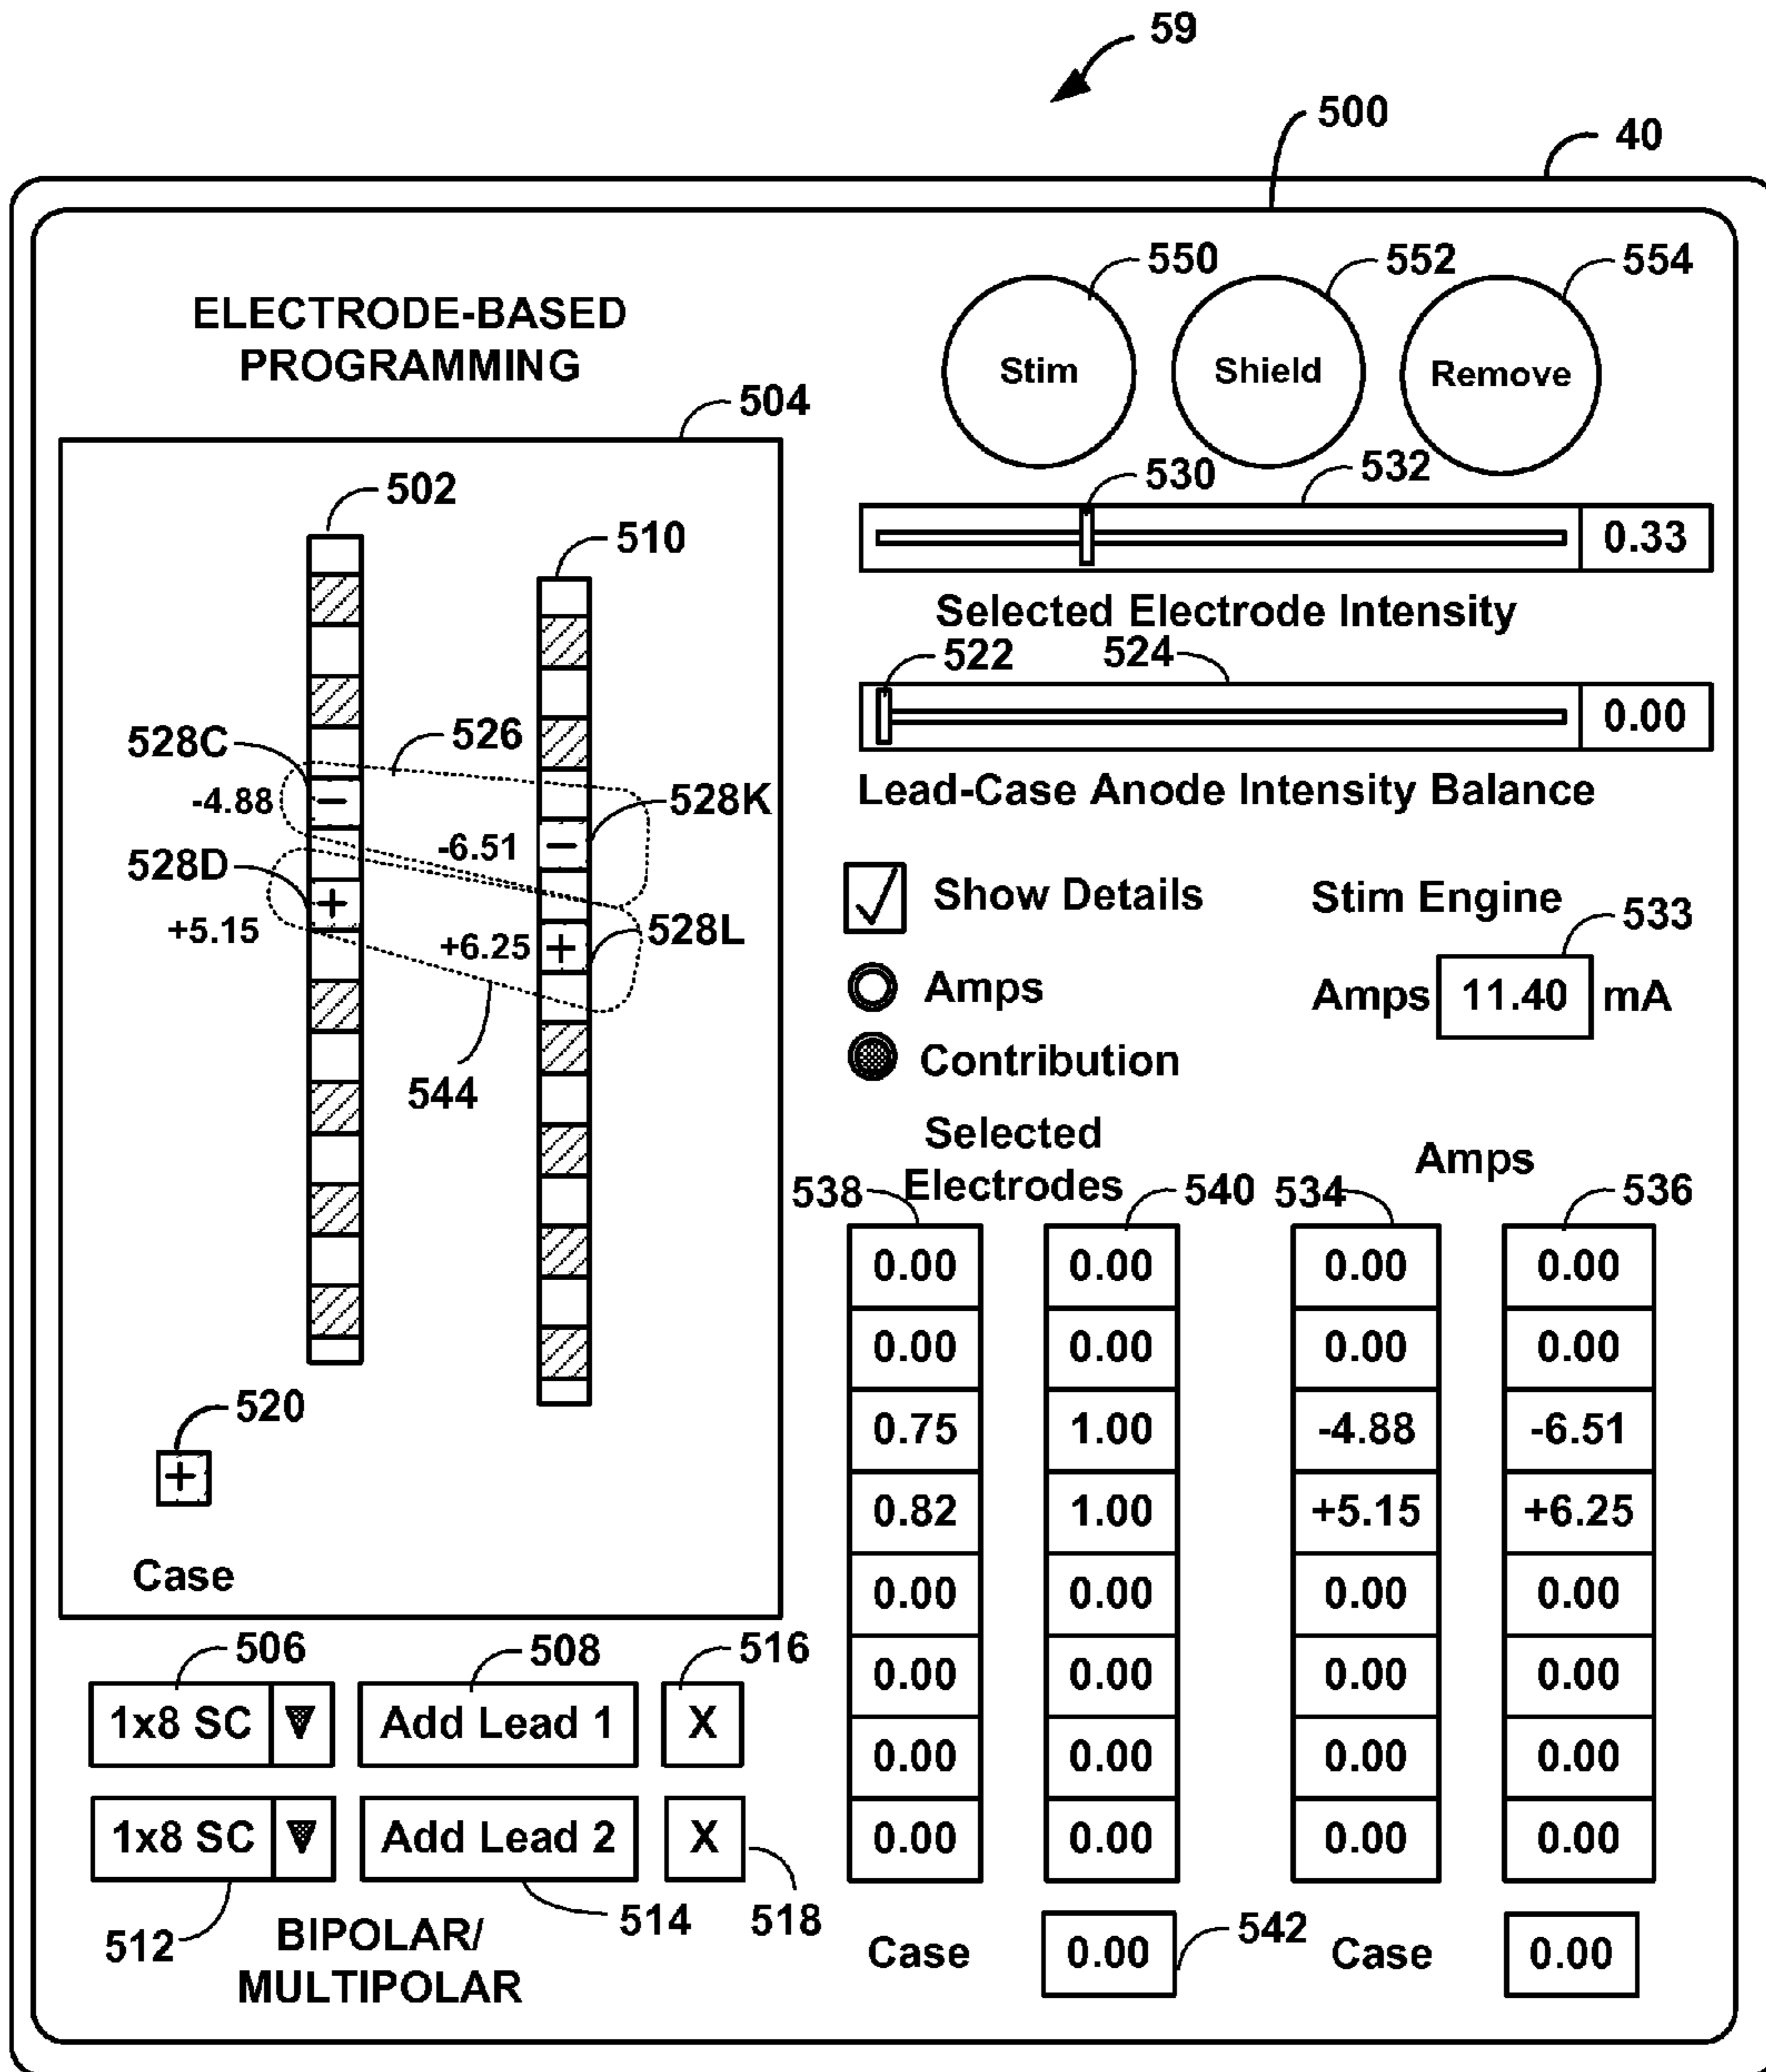 59
500
40
ELECTRODE-BASED
PROGRAMMING
550
552
554
Stim
Shield
Remove
504
502
510
530
532
0.33
Selected Electrode Intensity
522
524
0.00
Lead-Case Anode Intensity Balance
528C
526
-4.88
528K
528D
-6.51
+5.15
+6.25
528L
544
Show Details
Stim Engine
533
Amps
Amps 11.40 mA
Contribution
Selected
Electrodes
Amps
538
540
534
536
0.00 0.00 0.00 0.00
0.00 0.00 0.00 0.00
0.75 1.00 -4.88 -6.51
0.82 1.00 +5.15 +6.25
0.00 0.00 0.00 0.00
0.00 0.00 0.00 0.00
0.00 0.00 0.00 0.00
0.00 0.00 0.00 0.00
Case 0.00 542 Case 0.00
520
+
Case
506
508
516
1x8 SC Add Lead 1 X
1x8 SC Add Lead 2 X
512
514
518
BIPOLAR/
MULTIPOLAR